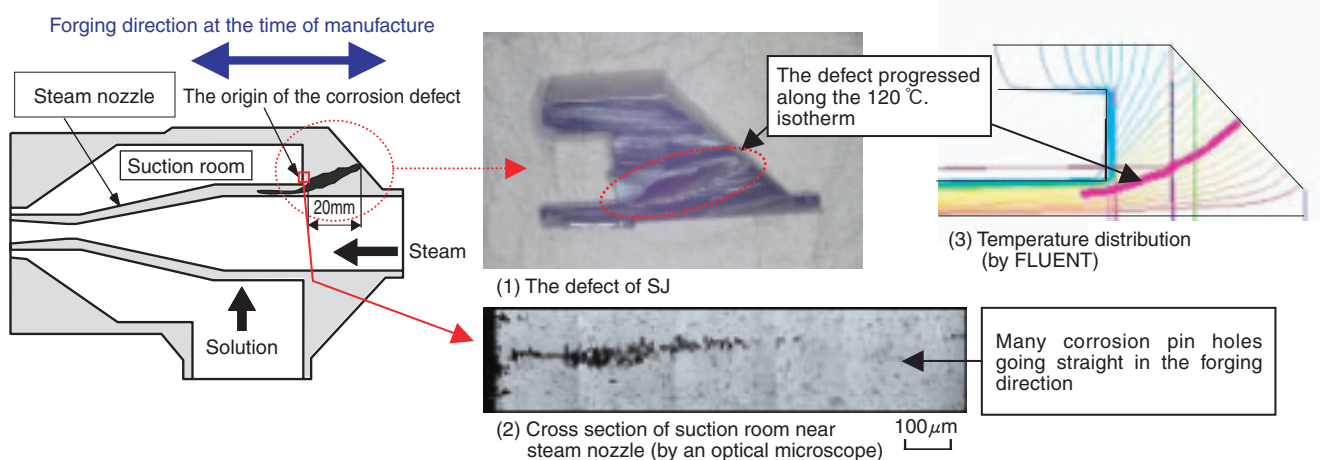 Forging direction at the time of manufacture
Steam nozzle
The origin of the corrosion defect
Suction room
20mm
Steam
Solution
The defect progressed
along the 120 ℃.
isotherm
(1) The defect of SJ
(3) Temperature distribution
(by FLUENT)
Many corrosion pin holes
going straight in the forging
direction
(2) Cross section of suction room near
steam nozzle (by an optical microscope)
100μm